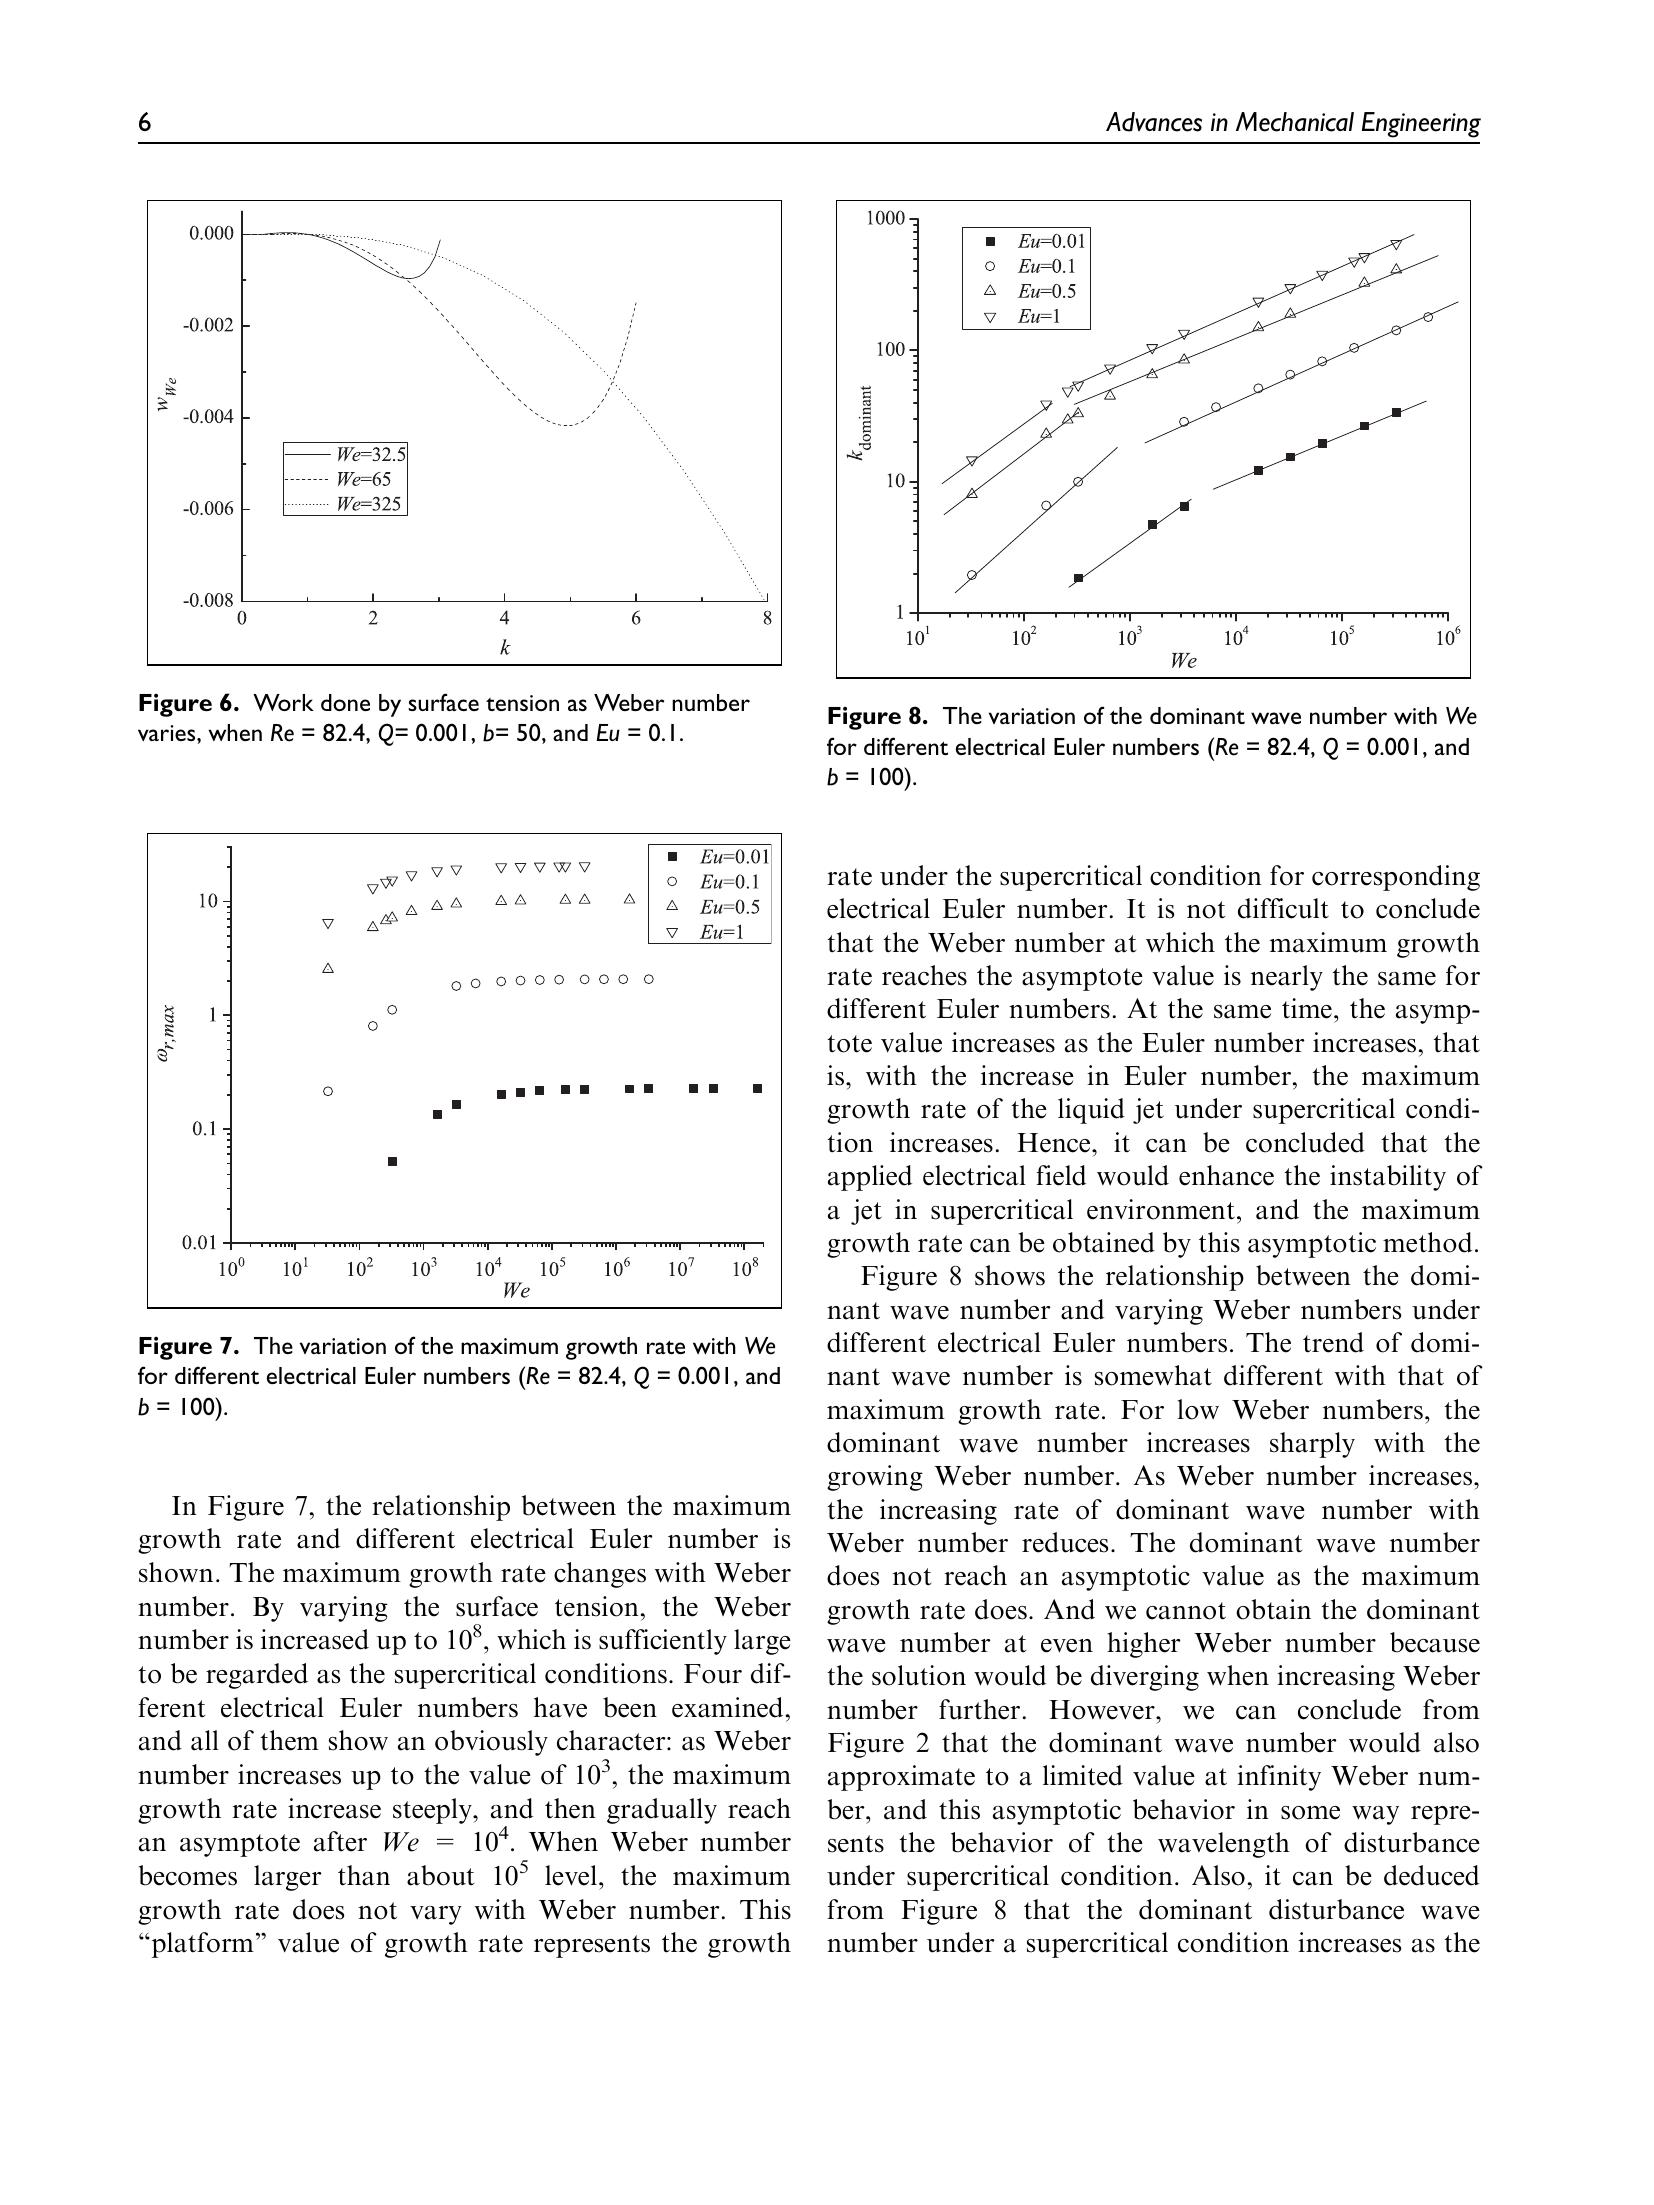 6
Advances in Mechanical Engineering
0.000
-0.002
-0.004
-0.006
-0.008
w_We
We=32.5
We=65
We=325
0 2 4 6 8
k
Figure 6. Work done by surface tension as Weber number
varies, when Re = 82.4, Q= 0.001, b= 50, and Eu = 0.1.
10
1
0.1
0.01
ω_r,max
Eu=0.01
Eu=0.1
Eu=0.5
Eu=1
10^0 10^1 10^2 10^3 10^4 10^5 10^6 10^7 10^8
We
Figure 7. The variation of the maximum growth rate with We
for different electrical Euler numbers (Re = 82.4, Q = 0.001, and
b = 100).
In Figure 7, the relationship between the maximum
growth rate and different electrical Euler number is
shown. The maximum growth rate changes with Weber
number. By varying the surface tension, the Weber
number is increased up to 10^8, which is sufficiently large
to be regarded as the supercritical conditions. Four dif-
ferent electrical Euler numbers have been examined,
and all of them show an obviously character: as Weber
number increases up to the value of 10^3, the maximum
growth rate increase steeply, and then gradually reach
an asymptote after We = 10^4. When Weber number
becomes larger than about 10^5 level, the maximum
growth rate does not vary with Weber number. This
“platform” value of growth rate represents the growth
1000
100
10
1
k_dominant
Eu=0.01
Eu=0.1
Eu=0.5
Eu=1
10^1 10^2 10^3 10^4 10^5 10^6
We
Figure 8. The variation of the dominant wave number with We
for different electrical Euler numbers (Re = 82.4, Q = 0.001, and
b = 100).
rate under the supercritical condition for corresponding
electrical Euler number. It is not difficult to conclude
that the Weber number at which the maximum growth
rate reaches the asymptote value is nearly the same for
different Euler numbers. At the same time, the asymp-
tote value increases as the Euler number increases, that
is, with the increase in Euler number, the maximum
growth rate of the liquid jet under supercritical condi-
tion increases. Hence, it can be concluded that the
applied electrical field would enhance the instability of
a jet in supercritical environment, and the maximum
growth rate can be obtained by this asymptotic method.
Figure 8 shows the relationship between the domi-
nant wave number and varying Weber numbers under
different electrical Euler numbers. The trend of domi-
nant wave number is somewhat different with that of
maximum growth rate. For low Weber numbers, the
dominant wave number increases sharply with the
growing Weber number. As Weber number increases,
the increasing rate of dominant wave number with
Weber number reduces. The dominant wave number
does not reach an asymptotic value as the maximum
growth rate does. And we cannot obtain the dominant
wave number at even higher Weber number because
the solution would be diverging when increasing Weber
number further. However, we can conclude from
Figure 2 that the dominant wave number would also
approximate to a limited value at infinity Weber num-
ber, and this asymptotic behavior in some way repre-
sents the behavior of the wavelength of disturbance
under supercritical condition. Also, it can be deduced
from Figure 8 that the dominant disturbance wave
number under a supercritical condition increases as the